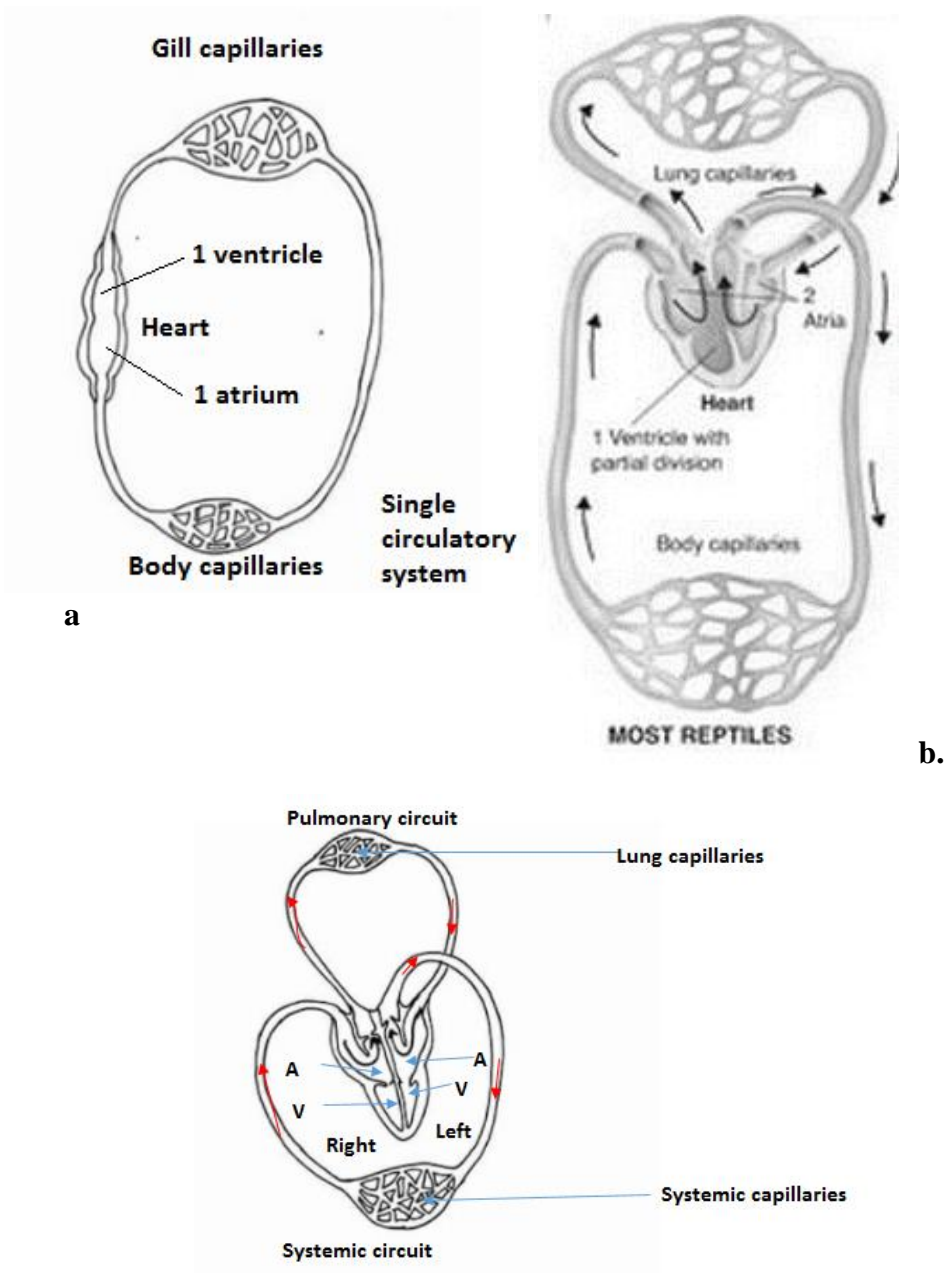 Gill capillaries
1 ventricle
Heart
1 atrium
Single
circulatory
system
Body capillaries
a
Lung capillaries
2
Atria
Heart
1 Ventricle with
partial division
Body capillaries
MOST REPTILES
b.
Pulmonary circuit
Lung capillaries
A
A
V
V
Right
Left
Systemic capillaries
Systemic circuit